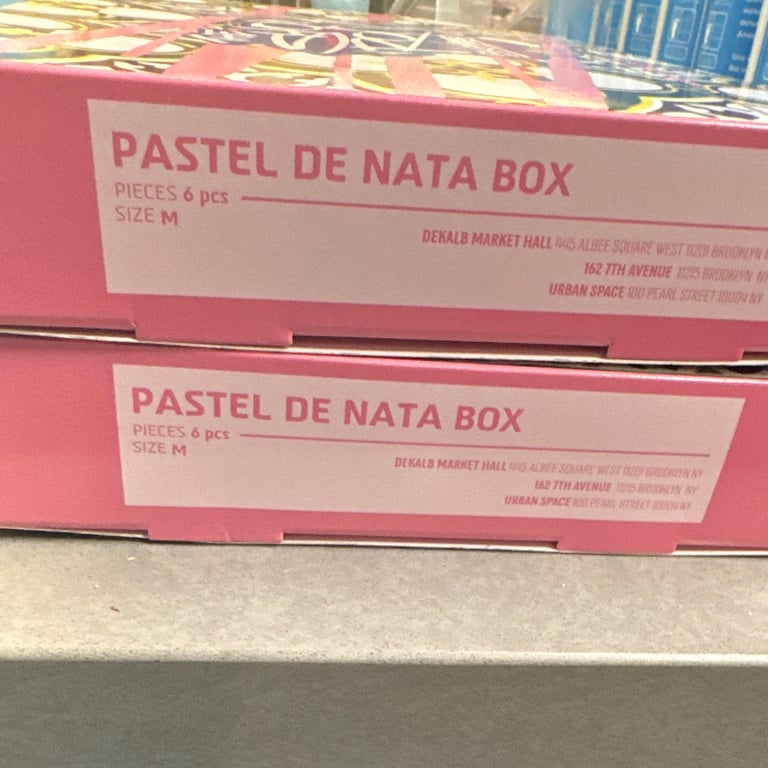 PASTEL DE NATA BOX
PIECES 6 pcs
SIZE M
DEKALB MARKET HALL 445 ALBEE SQUARE WEST 11201 BROOKLYN
162 7TH AVENUE 11215 BROOKLYN NY
URBAN SPACE 100 PEARL STREET 10004 NY
PASTEL DE NATA BOX
PIECES 6 pcs
SIZE M
DEKALB MARKET HALL 445 ALBEE SQUARE WEST 11201 BROOKLYN NY
162 7TH AVENUE 11215 BROOKLYN NY
URBAN SPACE 100 PEARL STREET 10004 NY